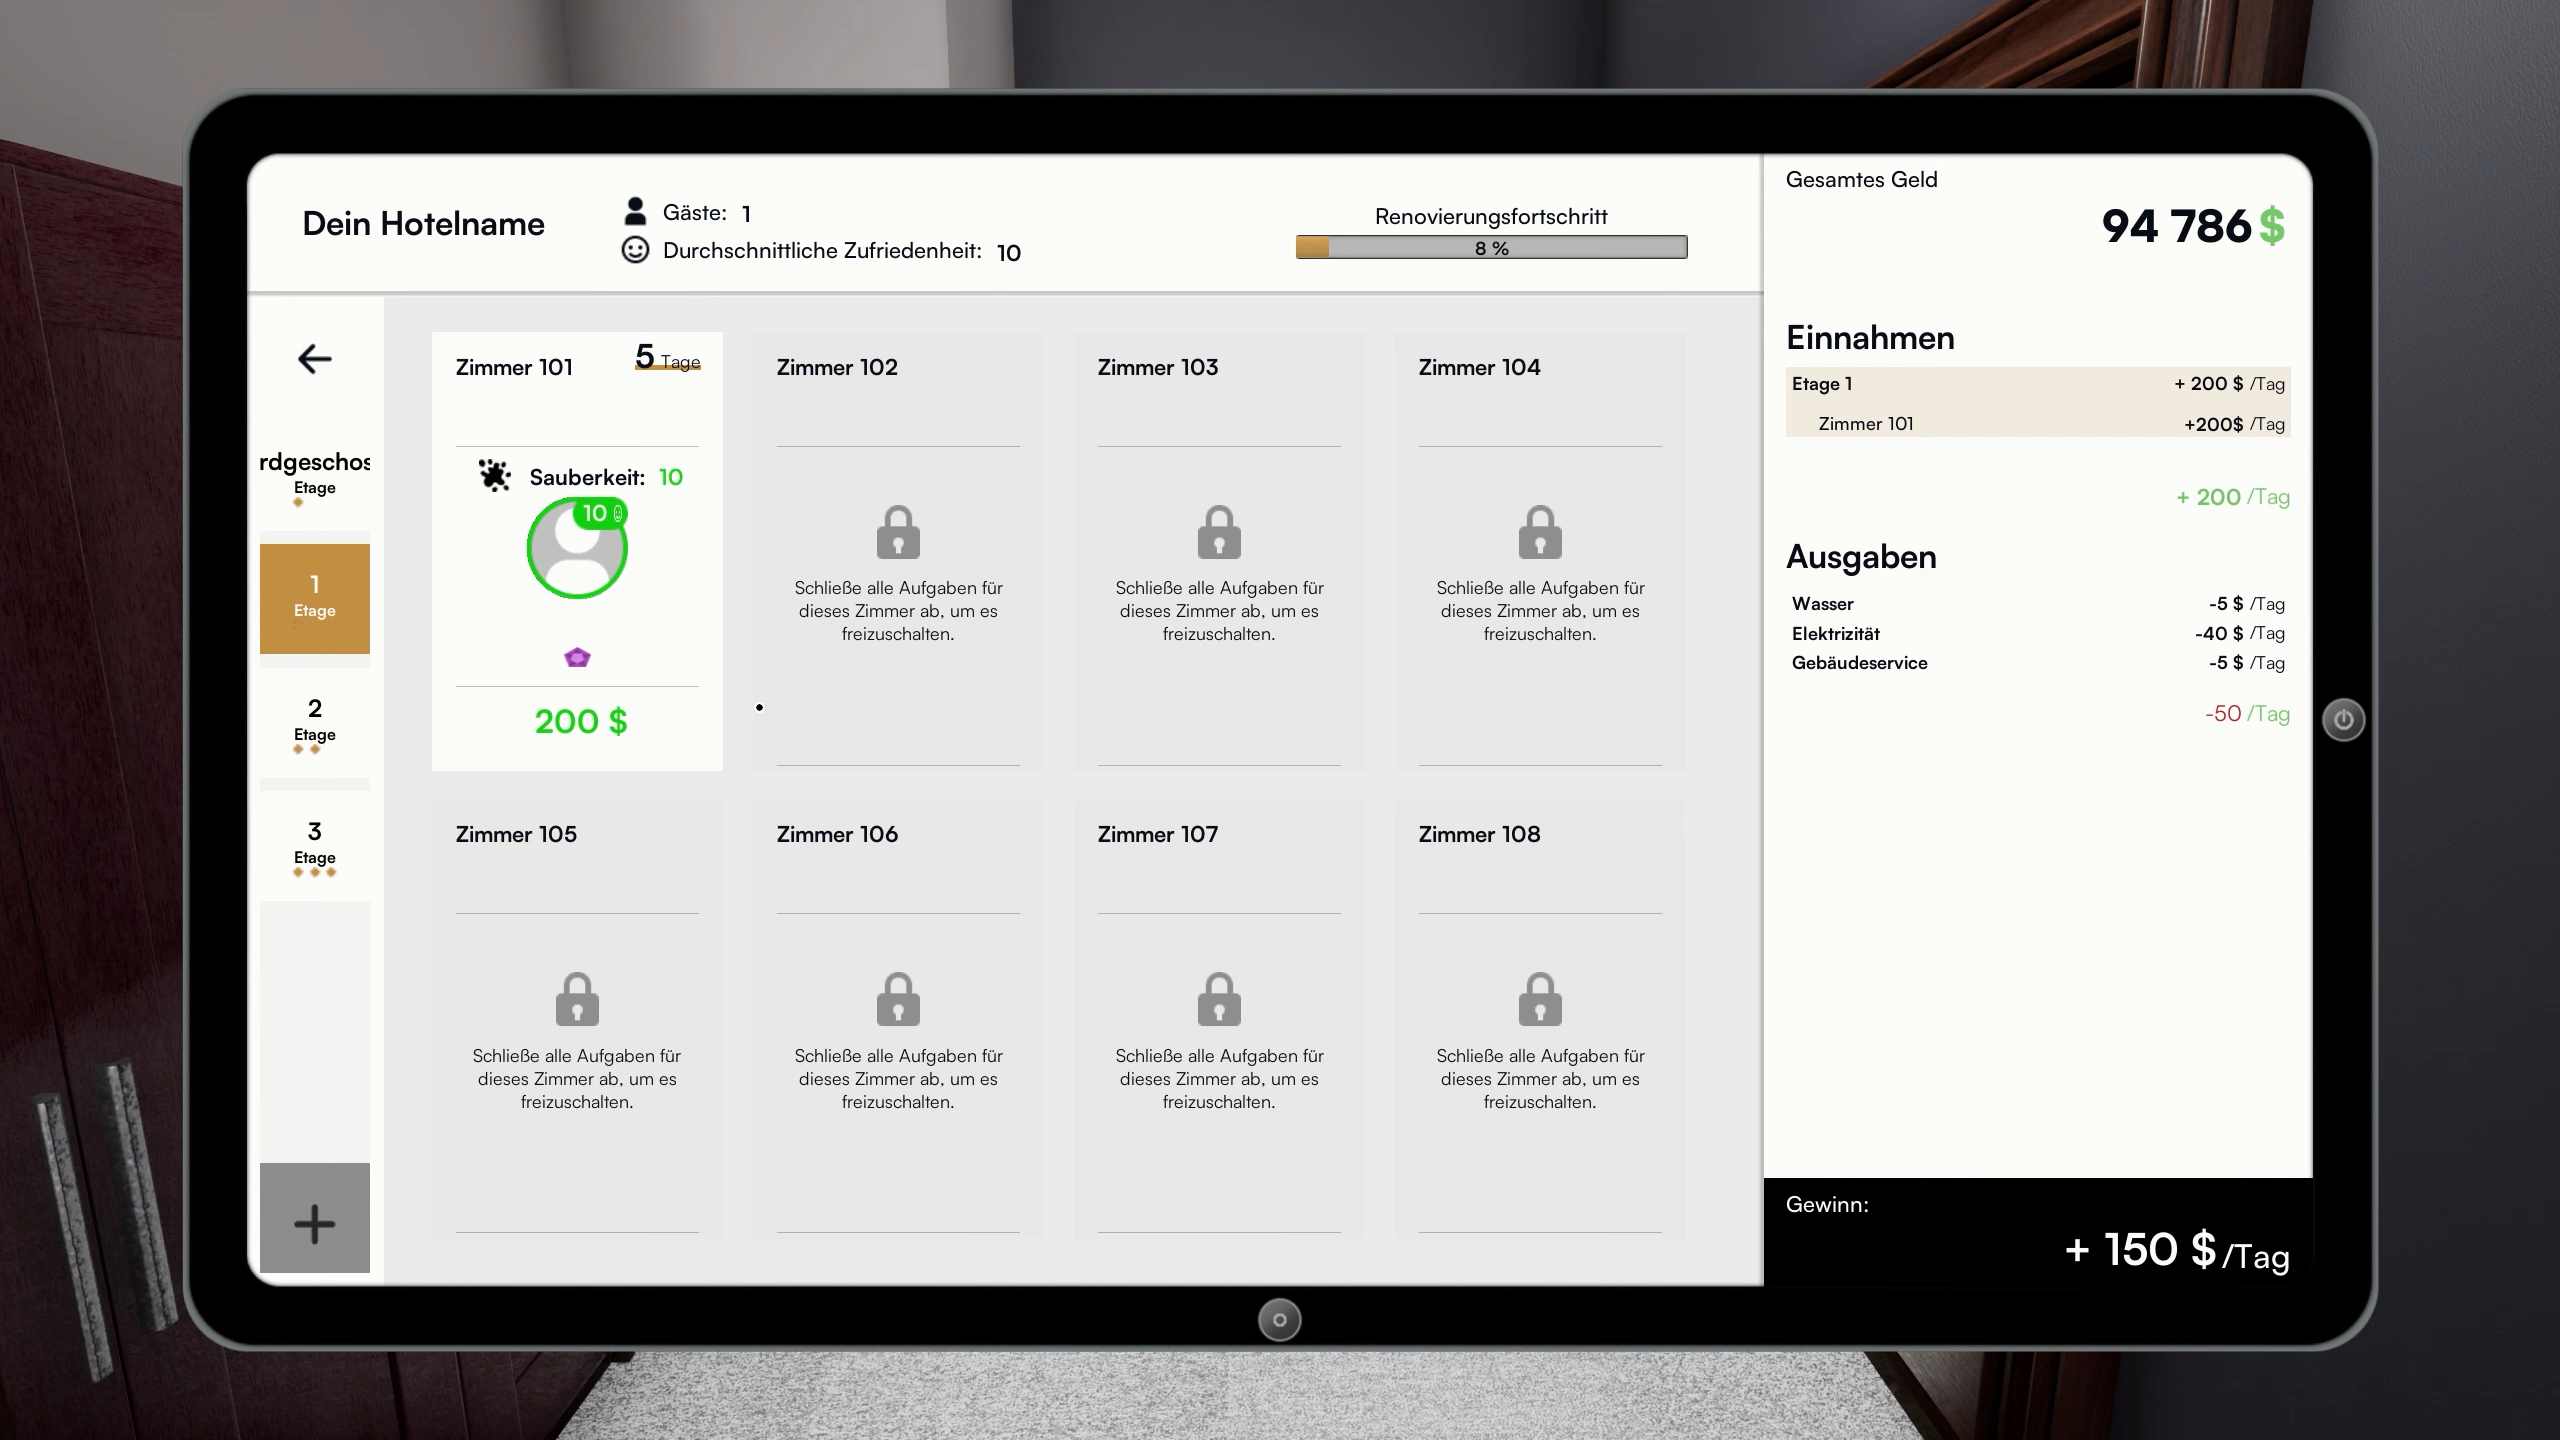 Dein Hotelname
Gäste: 1
Durchschnittliche Zufriedenheit: 10
Renovierungsfortschritt
8 %
Gesamtes Geld
94 786 $
rdgeschos
Etage
1
Etage
2
Etage
3
Etage
Zimmer 101
5 Tage
Sauberkeit: 10
10
200 $
Zimmer 102
Schließe alle Aufgaben für
dieses Zimmer ab, um es
freizuschalten.
Zimmer 103
Schließe alle Aufgaben für
dieses Zimmer ab, um es
freizuschalten.
Zimmer 104
Schließe alle Aufgaben für
dieses Zimmer ab, um es
freizuschalten.
Zimmer 105
Schließe alle Aufgaben für
dieses Zimmer ab, um es
freizuschalten.
Zimmer 106
Schließe alle Aufgaben für
dieses Zimmer ab, um es
freizuschalten.
Zimmer 107
Schließe alle Aufgaben für
dieses Zimmer ab, um es
freizuschalten.
Zimmer 108
Schließe alle Aufgaben für
dieses Zimmer ab, um es
freizuschalten.
Einnahmen
Etage 1 + 200 $ /Tag
Zimmer 101 +200$ /Tag
+ 200 /Tag
Ausgaben
Wasser -5 $ /Tag
Elektrizität -40 $ /Tag
Gebäudeservice -5 $ /Tag
-50 /Tag
Gewinn:
+ 150 $ /Tag